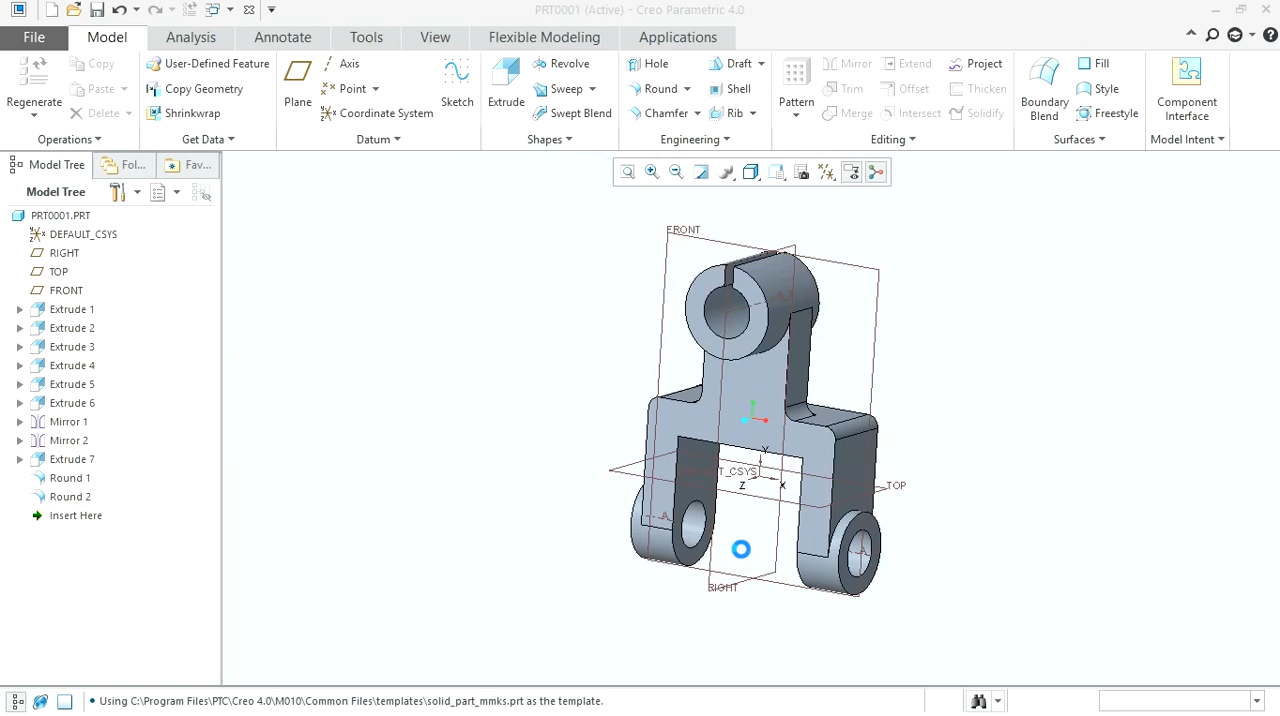 PRT0001 (Active) - Creo Parametric 4.0
File Model Analysis Annotate Tools View Flexible Modeling Applications
Regenerate
Operations
Copy
Paste
Delete
User-Defined Feature
Copy Geometry
Shrinkwrap
Get Data
Plane
Axis
Point
Coordinate System
Sketch
Datum
Extrude
Revolve
Sweep
Swept Blend
Shapes
Hole
Round
Chamfer
Draft
Shell
Rib
Engineering
Pattern
Mirror
Trim
Merge
Extend
Offset
Intersect
Project
Thicken
Solidify
Editing
Boundary
Blend
Fill
Style
Freestyle
Surfaces
Component
Interface
Model Intent
Model Tree Fol... Fav...
Model Tree
PRT0001.PRT
DEFAULT_CSYS
RIGHT
TOP
FRONT
Extrude 1
Extrude 2
Extrude 3
Extrude 4
Extrude 5
Extrude 6
Mirror 1
Mirror 2
Extrude 7
Round 1
Round 2
Insert Here
FRONT
Y
_CSYS
Z
X
TOP
RIGHT
• Using C:\Program Files\PTC\Creo 4.0\M010\Common Files\templates\solid_part_mmks.prt as the template.